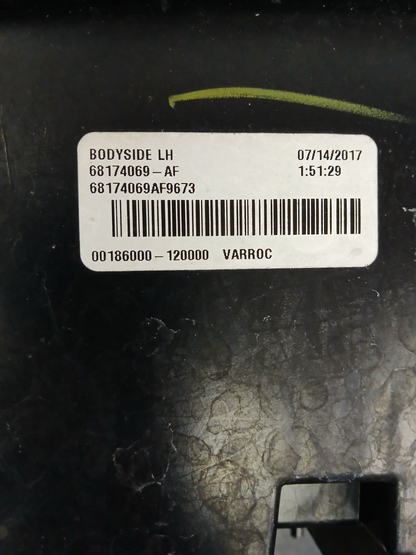 BODYSIDE LH 07/14/2017
68174069-AF 1:51:29
68174069AF9673
00186000-120000 VARROC